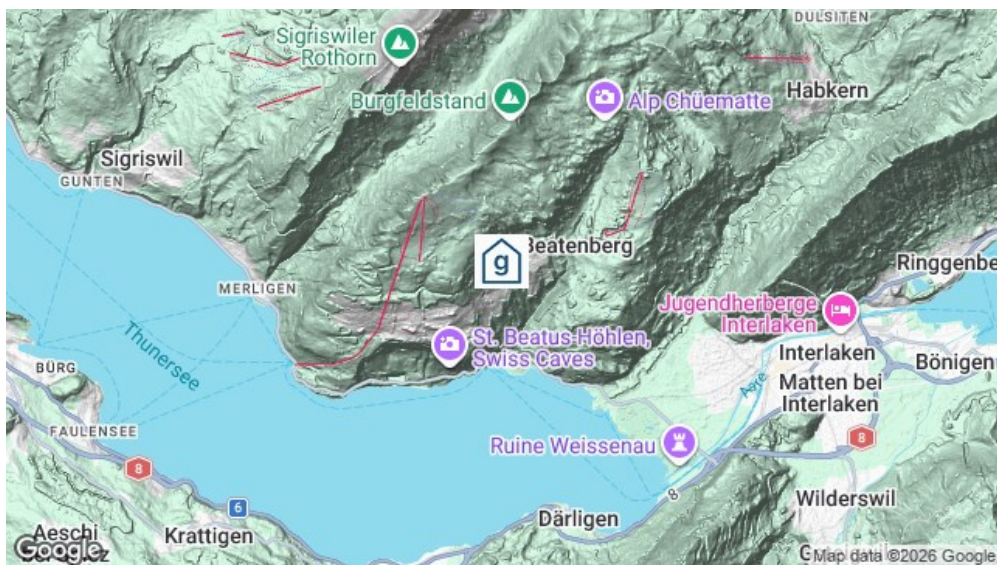 DULSITEN
Sigriswiler
Rothorn
Burgfeldstand
Alp Chüematte
Habkern
Sigriswil
GUNTEN
g
Beatenberg
Ringgenbe
MERLIGEN
Jugendherberge
Interlaken
Thunersee
St. Beatus-Höhlen,
Swiss Caves
Interlaken
Bönigen
BÜRG
Aare
Matten bei
Interlaken
FAULENSEE
Ruine Weissenau
8
8
8
6
Wilderswil
Därligen
Krattigen
Aeschi
Google
Map data ©2026 Google